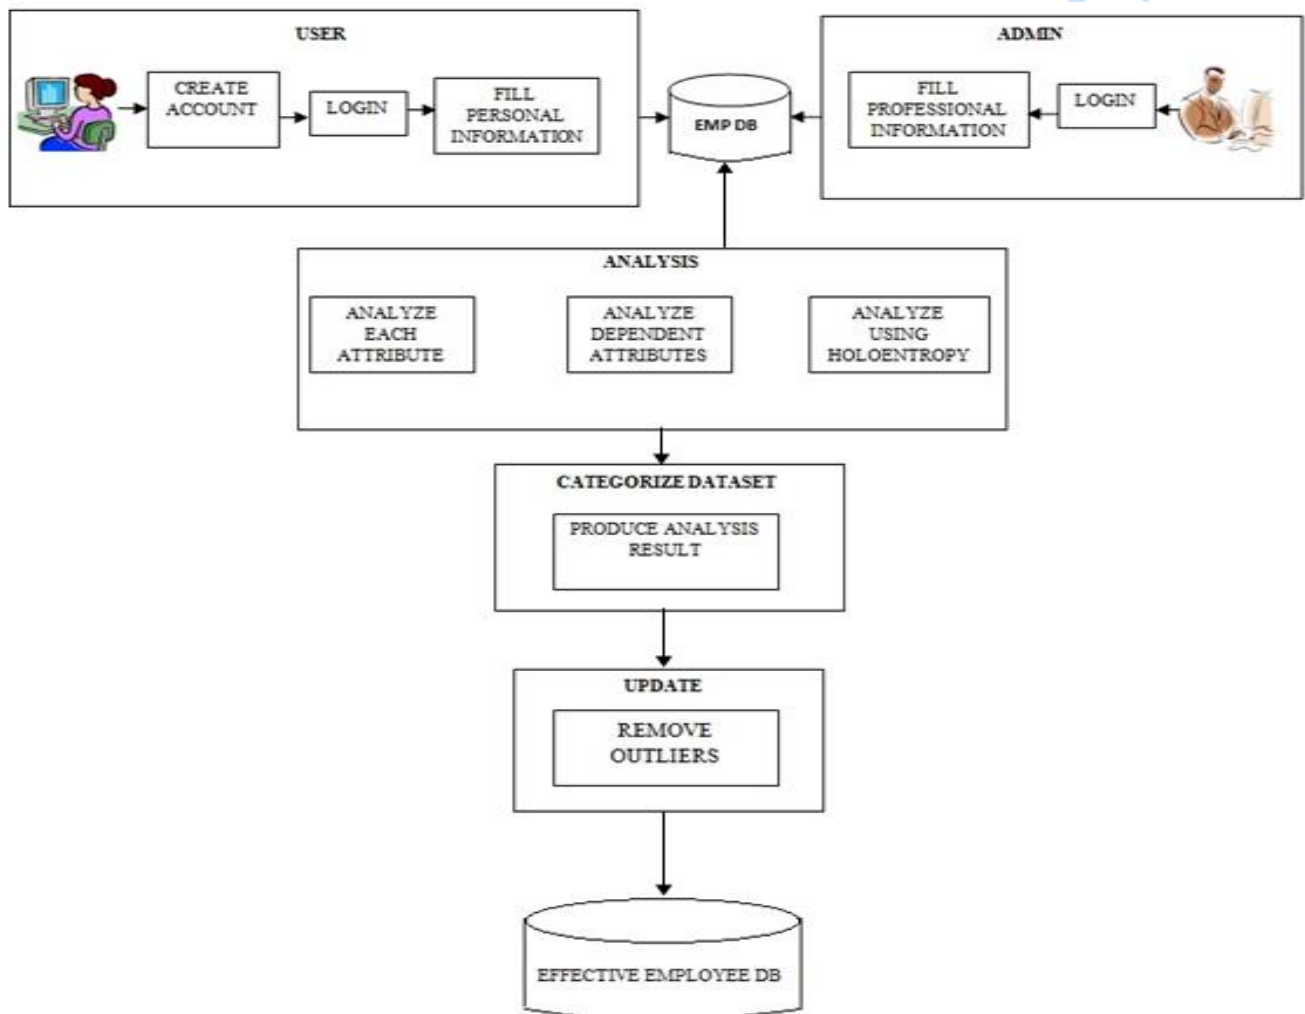 USER
CREATE
ACCOUNT
LOGIN
FILL
PERSONAL
INFORMATION
EMP DB
ADMIN
FILL
PROFESSIONAL
INFORMATION
LOGIN
ANALYSIS
ANALYZE
EACH
ATTRIBUTE
ANALYZE
DEPENDENT
ATTRIBUTES
ANALYZE
USING
HOLOENTROPY
CATEGORIZE DATASET
PRODUCE ANALYSIS
RESULT
UPDATE
REMOVE
OUTLIERS
EFFECTIVE EMPLOYEE DB